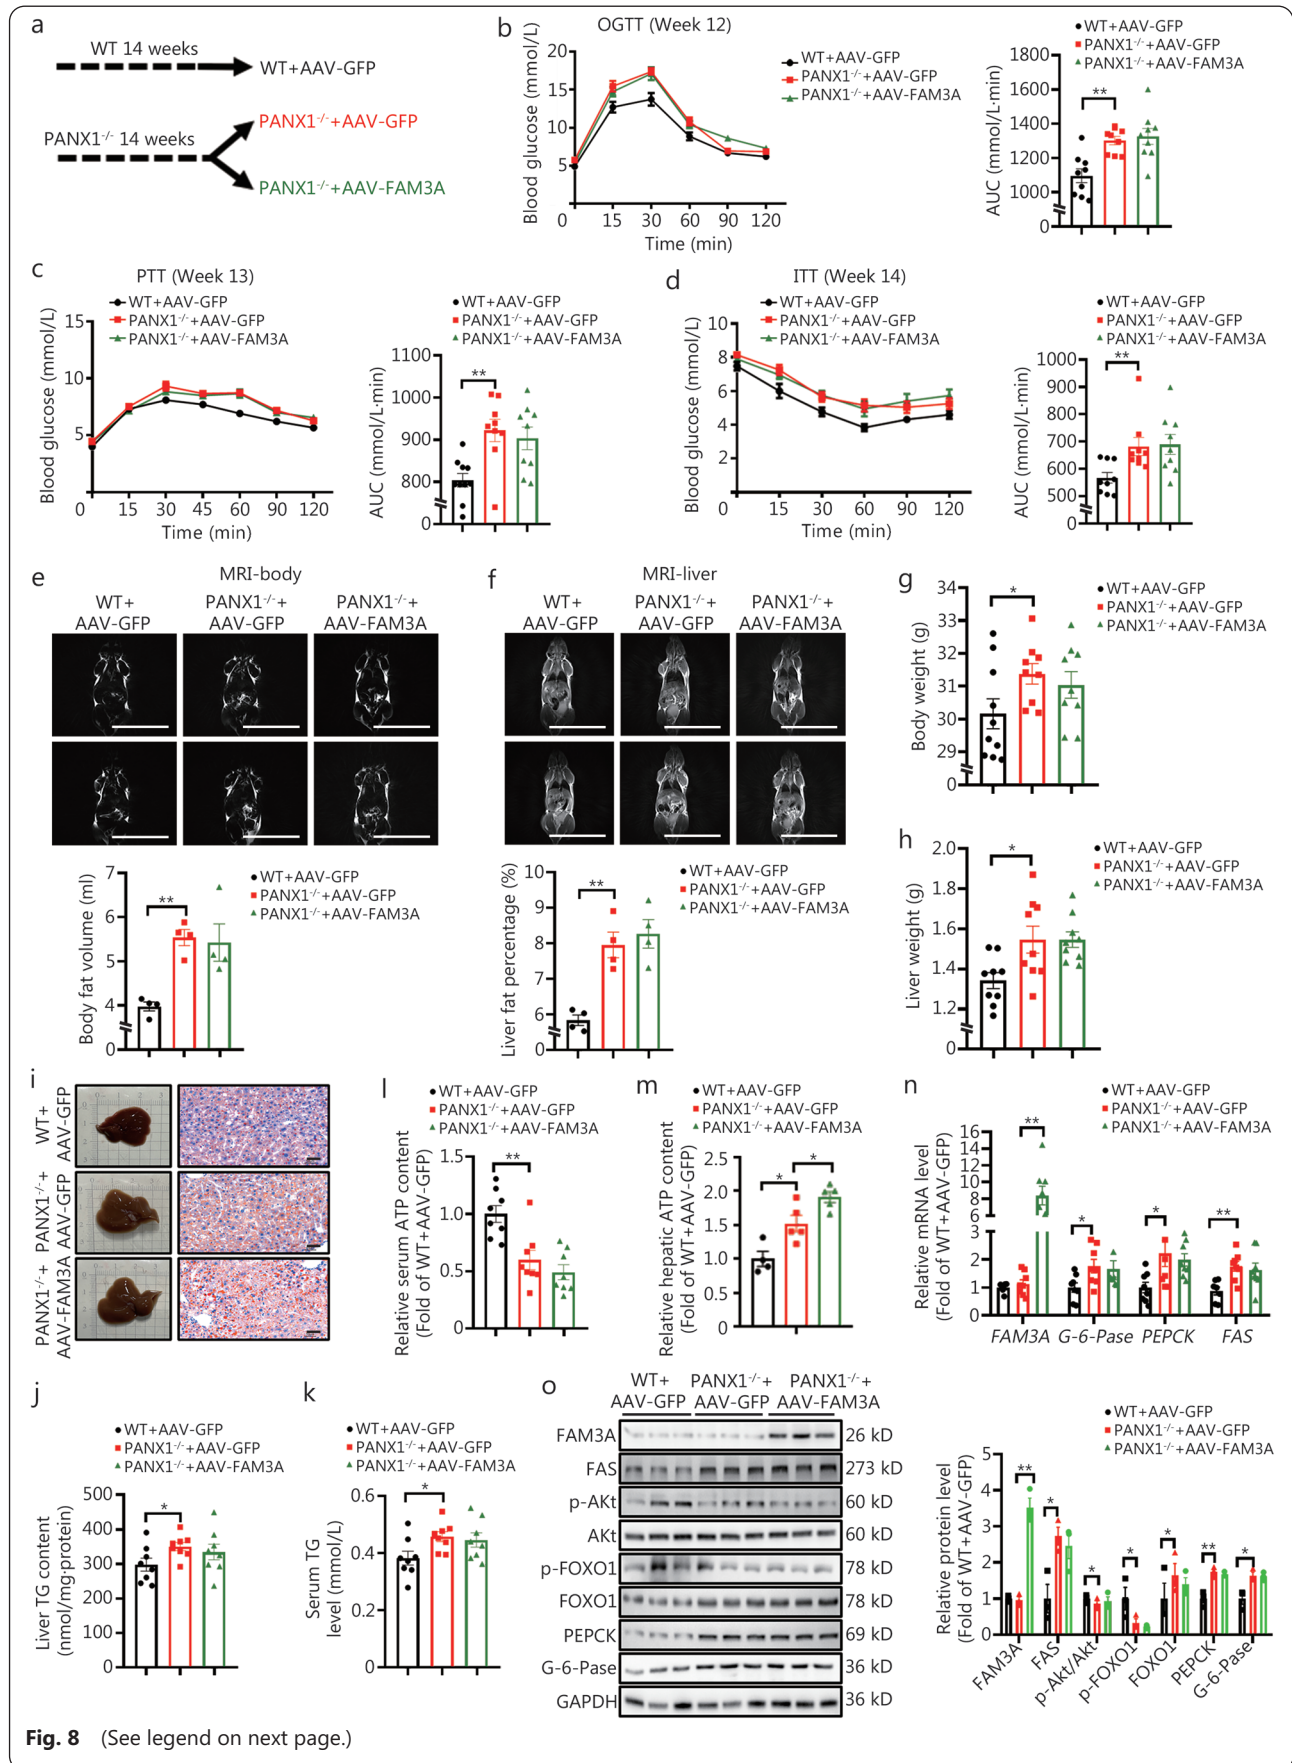 a
WT 14 weeks
WT+AAV-GFP
PANX1-/-+AAV-GFP
PANX1-/- 14 weeks
PANX1-/-+AAV-FAM3A
b
OGTT (Week 12)
Blood glucose (mmol/L)
20
15
10
5
0 15 30 60 90 120
Time (min)
WT+AAV-GFP
PANX1-/-+AAV-GFP
PANX1-/-+AAV-FAM3A
WT+AAV-GFP
PANX1-/-+AAV-GFP
PANX1-/-+AAV-FAM3A
AUC (mmol/L·min)
1800
1400
1200
1000
0
**
c
PTT (Week 13)
WT+AAV-GFP
PANX1-/-+AAV-GFP
PANX1-/-+AAV-FAM3A
Blood glucose (mmol/L)
15
10
5
0 15 30 45 60 90 120
Time (min)
WT+AAV-GFP
PANX1-/-+AAV-GFP
PANX1-/-+AAV-FAM3A
AUC (mmol/L·min)
1100
1000
900
800
0
**
d
ITT (Week 14)
WT+AAV-GFP
PANX1-/-+AAV-GFP
PANX1-/-+AAV-FAM3A
Blood glucose (mmol/L)
10
8
6
4
2
0
0 15 30 60 90 120
Time (min)
WT+AAV-GFP
PANX1-/-+AAV-GFP
PANX1-/-+AAV-FAM3A
AUC (mmol/L·min)
1000
900
800
700
600
500
0
**
e
MRI-body
WT+ AAV-GFP
PANX1-/-+ AAV-GFP
PANX1-/-+ AAV-FAM3A
WT+AAV-GFP
PANX1-/-+AAV-GFP
PANX1-/-+AAV-FAM3A
Body fat volume (ml)
7
6
5
4
0
**
f
MRI-liver
WT+ AAV-GFP
PANX1-/-+ AAV-GFP
PANX1-/-+ AAV-FAM3A
WT+AAV-GFP
PANX1-/-+AAV-GFP
PANX1-/-+AAV-FAM3A
Liver fat percentage (%)
10
9
8
7
6
0
**
g
WT+AAV-GFP
PANX1-/-+AAV-GFP
PANX1-/-+AAV-FAM3A
Body weight (g)
34
33
32
31
30
29
0
*
h
WT+AAV-GFP
PANX1-/-+AAV-GFP
PANX1-/-+AAV-FAM3A
Liver weight (g)
2.0
1.8
1.6
1.4
1.2
0
*
i
WT+
AAV-GFP
PANX1-/-+
AAV-GFP
PANX1-/-+
AAV-FAM3A
l
WT+AAV-GFP
PANX1-/-+AAV-GFP
PANX1-/-+AAV-FAM3A
Relative serum ATP content
(Fold of WT+AAV-GFP)
1.5
1.0
0.5
0
**
m
WT+AAV-GFP
PANX1-/-+AAV-GFP
PANX1-/-+AAV-FAM3A
Relative hepatic ATP content
(Fold of WT+AAV-GFP)
2.5
2.0
1.5
1.0
0.5
0
*
*
n
WT+AAV-GFP
PANX1-/-+AAV-GFP
PANX1-/-+AAV-FAM3A
Relative mRNA level
(Fold of WT+AAV-GFP)
16
14
12
10
8
6
3
2
1
0
** * * **
FAM3A G-6-Pase PEPCK FAS
j
WT+AAV-GFP
PANX1-/-+AAV-GFP
PANX1-/-+AAV-FAM3A
Liver TG content
(nmol/mg·protein)
500
400
300
200
100
0
*
k
WT+AAV-GFP
PANX1-/-+AAV-GFP
PANX1-/-+AAV-FAM3A
Serum TG
level (mmol/L)
0.6
0.4
0.2
0
*
o
WT+ AAV-GFP
PANX1-/-+ AAV-GFP
PANX1-/-+ AAV-FAM3A
FAM3A 26 kD
FAS 273 kD
p-AKt 60 kD
AKt 60 kD
p-FOXO1 78 kD
FOXO1 78 kD
PEPCK 69 kD
G-6-Pase 36 kD
GAPDH 36 kD
WT+AAV-GFP
PANX1-/-+AAV-GFP
PANX1-/-+AAV-FAM3A
Relative protein level
(Fold of WT+AAV-GFP)
5
4
3
2
1
0
** * * * * ** *
FAM3A FAS p-Akt/Akt p-FOXO1 FOXO1 PEPCK G-6-Pase
Fig. 8 (See legend on next page.)